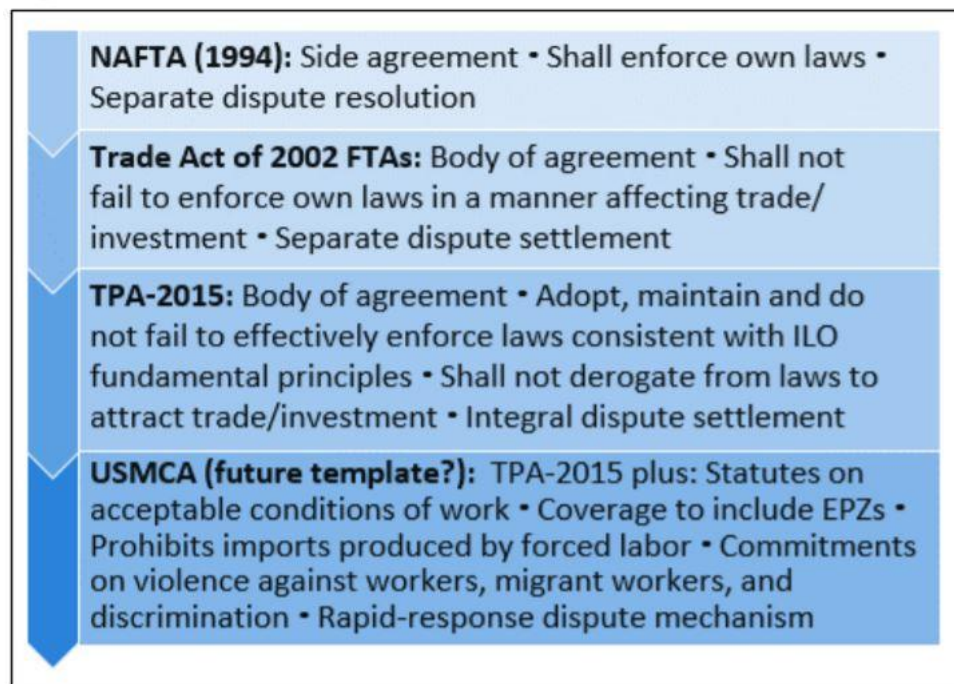 NAFTA (1994): Side agreement ▪ Shall enforce own laws ▪
Separate dispute resolution
Trade Act of 2002 FTAs: Body of agreement ▪ Shall not
fail to enforce own laws in a manner affecting trade/
investment ▪ Separate dispute settlement
TPA-2015: Body of agreement ▪ Adopt, maintain and do
not fail to effectively enforce laws consistent with ILO
fundamental principles ▪ Shall not derogate from laws to
attract trade/investment ▪ Integral dispute settlement
USMCA (future template?): TPA-2015 plus: Statutes on
acceptable conditions of work ▪ Coverage to include EPZs ▪
Prohibits imports produced by forced labor ▪ Commitments
on violence against workers, migrant workers, and
discrimination ▪ Rapid-response dispute mechanism